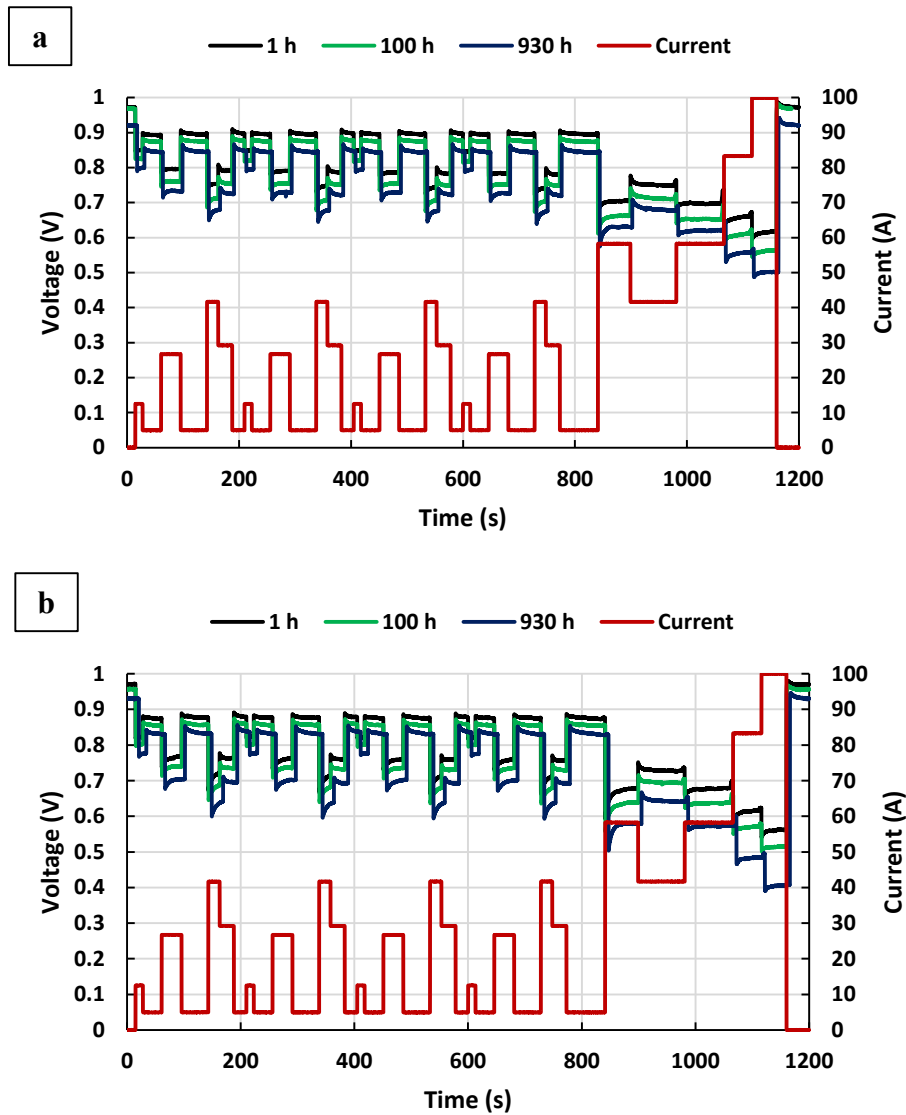 a
1 h 100 h 930 h Current
1 100
0.9 90
0.8 80
0.7 70
0.6 60
0.5 50
0.4 40
0.3 30
0.2 20
0.1 10
0 0
Voltage (V)
Current (A)
0 200 400 600 800 1000 1200
Time (s)
b
1 h 100 h 930 h Current
1 100
0.9 90
0.8 80
0.7 70
0.6 60
0.5 50
0.4 40
0.3 30
0.2 20
0.1 10
0 0
Voltage (V)
Current (A)
0 200 400 600 800 1000 1200
Time (s)